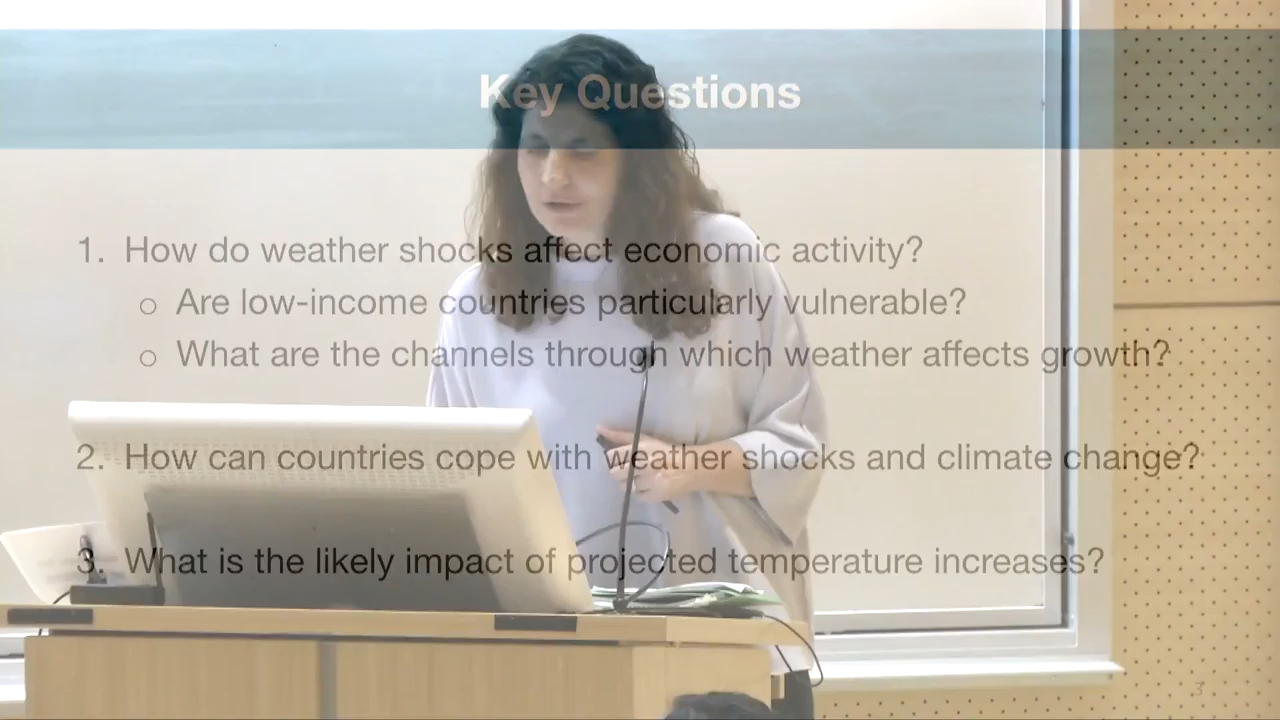 Key Questions
1. How do weather shocks affect economic activity?
o Are low-income countries particularly vulnerable?
o What are the channels through which weather affects growth?
2. How can countries cope with weather shocks and climate change?
3. What is the likely impact of projected temperature increases?
3